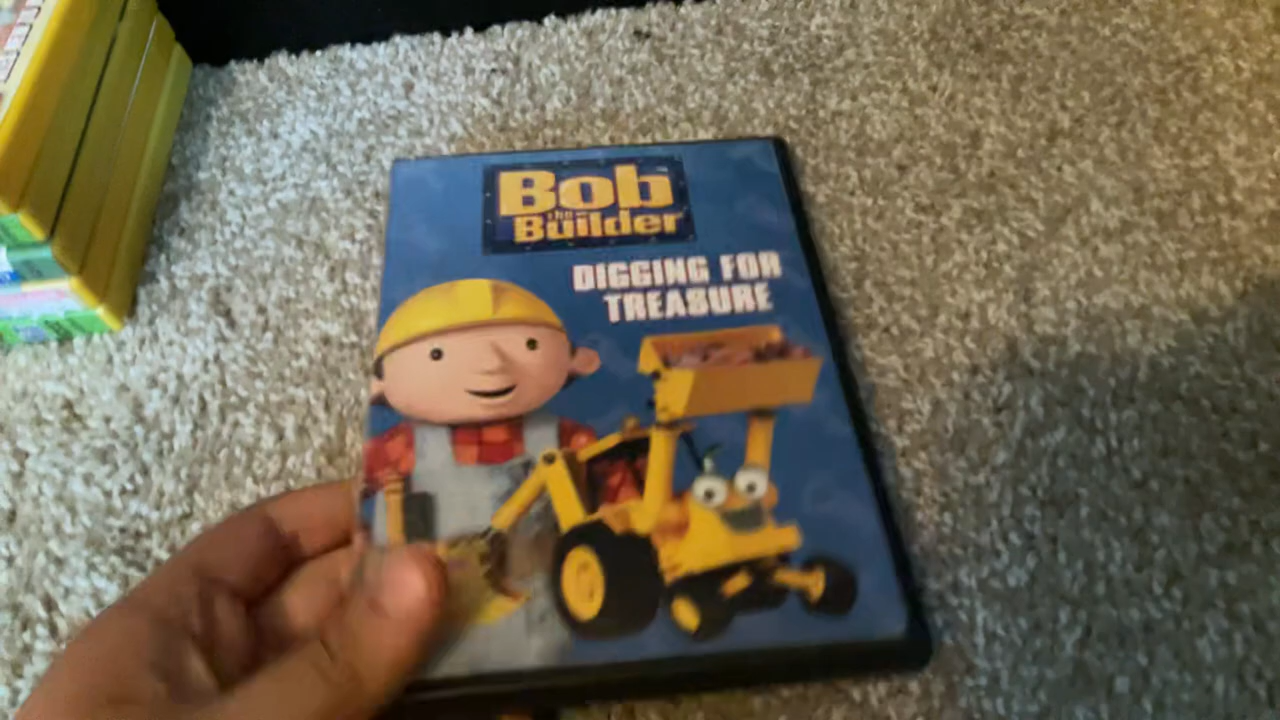 Bob
the
Builder
DIGGING FOR
TREASURE